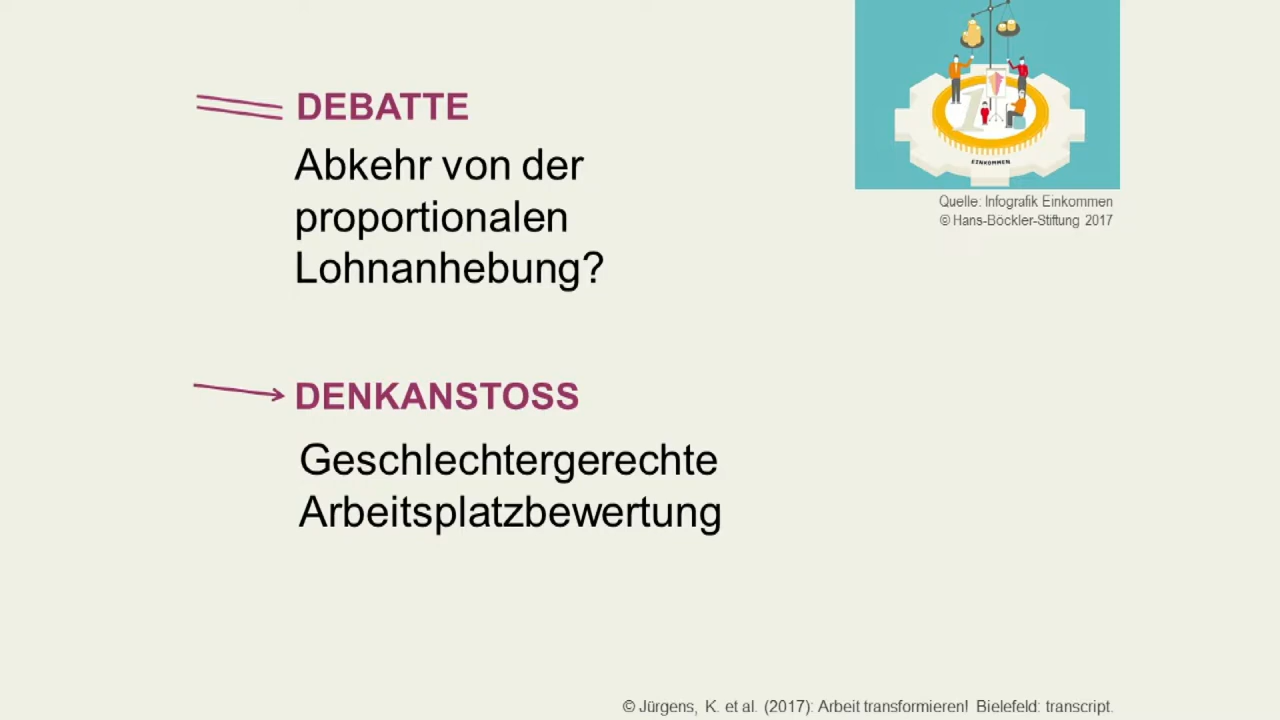 DEBATTE
Abkehr von der
proportionalen
Lohnanhebung?
EINKOMMEN
Quelle: Infografik Einkommen
© Hans-Böckler-Stiftung 2017
DENKANSTOSS
Geschlechtergerechte
Arbeitsplatzbewertung
© Jürgens, K. et al. (2017): Arbeit transformieren! Bielefeld: transcript.